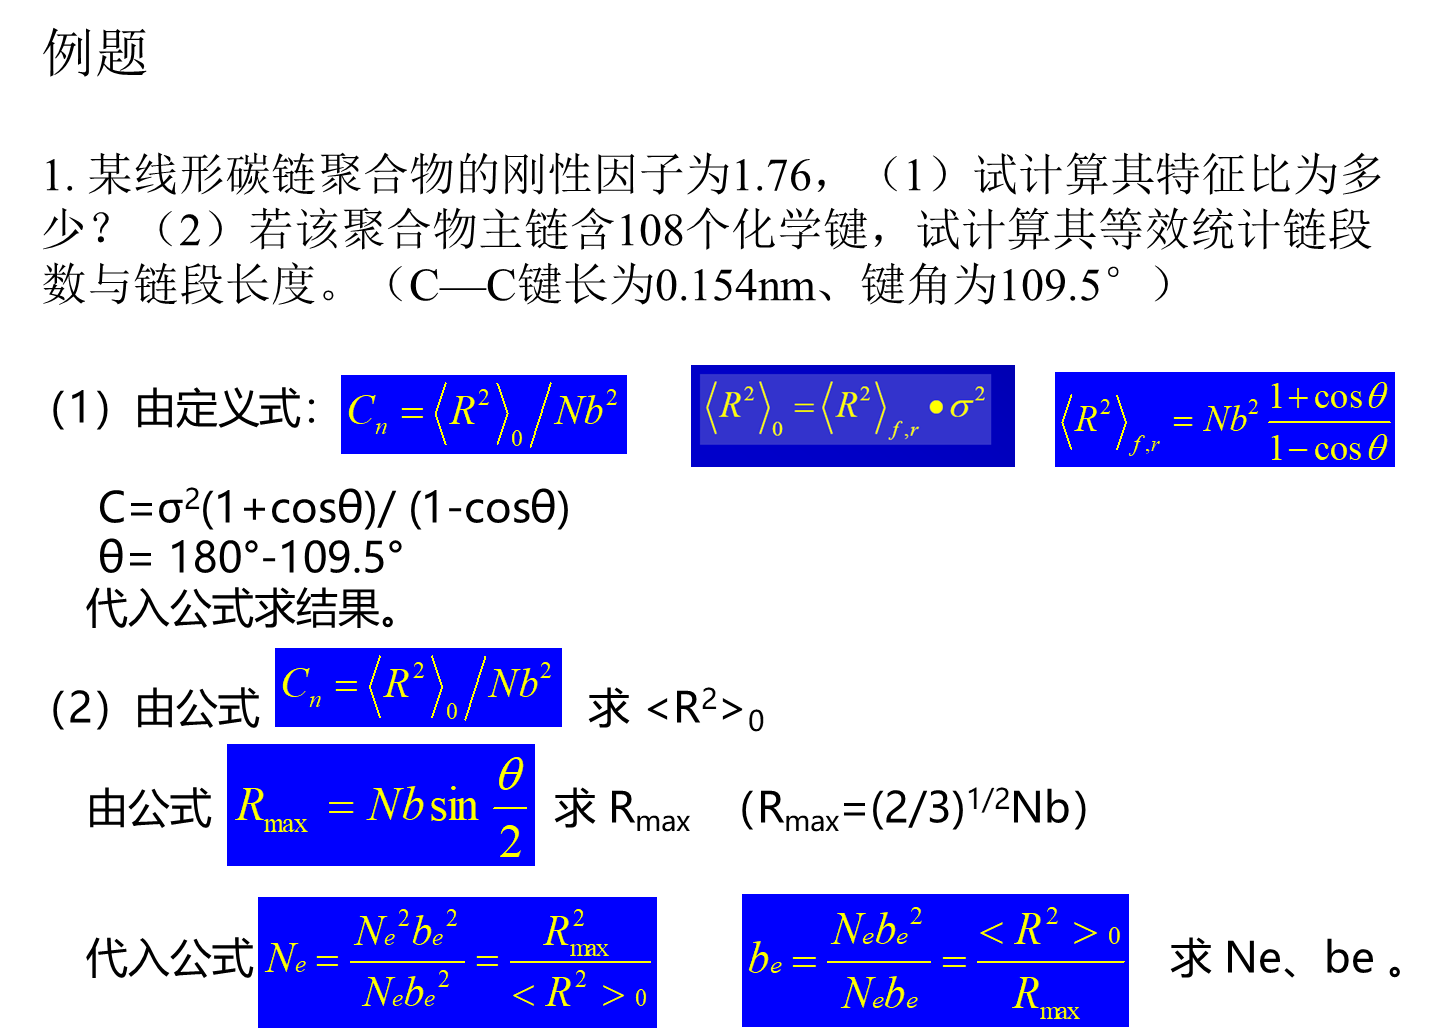 例题
1. 某线形碳链聚合物的刚性因子为1.76，（1）试计算其特征比为多
少？（2）若该聚合物主链含108个化学键，试计算其等效统计链段
数与链段长度。（C—C键长为0.154nm、键角为109.5°）
（1）由定义式： Cₙ = ⟨R²⟩₀ / Nb² ⟨R²⟩₀ = ⟨R²⟩f,r • σ² ⟨R²⟩f,r = Nb² (1+cosθ)/(1−cosθ)
C=σ²(1+cosθ)/ (1-cosθ)
θ= 180°-109.5°
代入公式求结果。
（2）由公式 Cₙ = ⟨R²⟩₀ / Nb² 求 <R²>₀
由公式 Rmax = Nb sin θ/2 求 Rmax （Rmax=(2/3)1/2Nb）
代入公式 Ne = Ne²be²/Nebe² = R²max/<R²>₀ be = Nebe²/Nebe = <R²>₀/Rmax 求 Ne、be 。